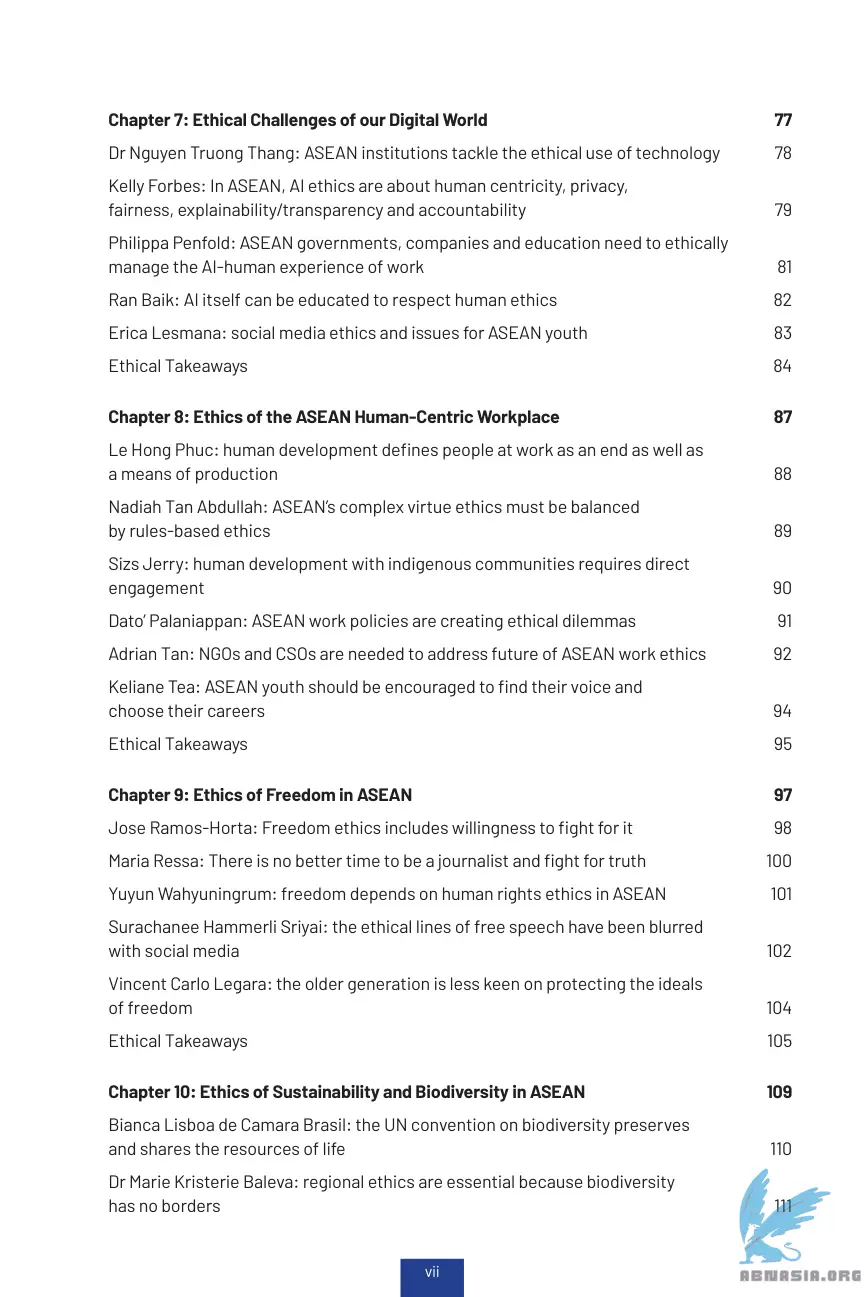 Chapter 7: Ethical Challenges of our Digital World 77
Dr Nguyen Truong Thang: ASEAN institutions tackle the ethical use of technology 78
Kelly Forbes: In ASEAN, AI ethics are about human centricity, privacy,
fairness, explainability/transparency and accountability 79
Philippa Penfold: ASEAN governments, companies and education need to ethically
manage the AI-human experience of work 81
Ran Baik: AI itself can be educated to respect human ethics 82
Erica Lesmana: social media ethics and issues for ASEAN youth 83
Ethical Takeaways 84
Chapter 8: Ethics of the ASEAN Human-Centric Workplace 87
Le Hong Phuc: human development defines people at work as an end as well as
a means of production 88
Nadiah Tan Abdullah: ASEAN’s complex virtue ethics must be balanced
by rules-based ethics 89
Sizs Jerry: human development with indigenous communities requires direct
engagement 90
Dato’ Palaniappan: ASEAN work policies are creating ethical dilemmas 91
Adrian Tan: NGOs and CSOs are needed to address future of ASEAN work ethics 92
Keliane Tea: ASEAN youth should be encouraged to find their voice and
choose their careers 94
Ethical Takeaways 95
Chapter 9: Ethics of Freedom in ASEAN 97
Jose Ramos-Horta: Freedom ethics includes willingness to fight for it 98
Maria Ressa: There is no better time to be a journalist and fight for truth 100
Yuyun Wahyuningrum: freedom depends on human rights ethics in ASEAN 101
Surachanee Hammerli Sriyai: the ethical lines of free speech have been blurred
with social media 102
Vincent Carlo Legara: the older generation is less keen on protecting the ideals
of freedom 104
Ethical Takeaways 105
Chapter 10: Ethics of Sustainability and Biodiversity in ASEAN 109
Bianca Lisboa de Camara Brasil: the UN convention on biodiversity preserves
and shares the resources of life 110
Dr Marie Kristerie Baleva: regional ethics are essential because biodiversity
has no borders 111
vii
ABNASIA.ORG